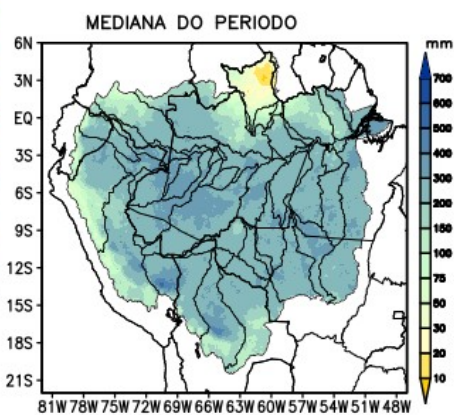 MEDIANA DO PERIODO
mm
6N
3N
EQ
3S
6S
9S
12S
15S
18S
21S
81W 78W 75W 72W 69W 66W 63W 60W 57W 54W 51W 48W
700
600
500
400
300
200
150
100
75
50
30
20
10